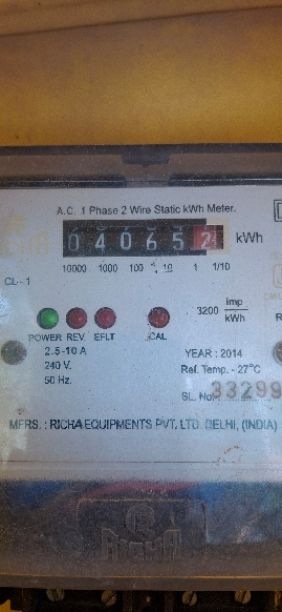 A.C. 1 Phase 2 Wire Static kWh Meter.
040652 kWh
10000 1000 100 10 1 1/10
CL-1
3200 imp/kWh
POWER REV. EFLT CAL
2.5-10 A
YEAR : 2014
240 V.
Ref. Temp. - 27°C
50 Hz.
SL. No. 33299
MFRS. : RICHA EQUIPMENTS PVT. LTD. DELHI, (INDIA)
RICHA